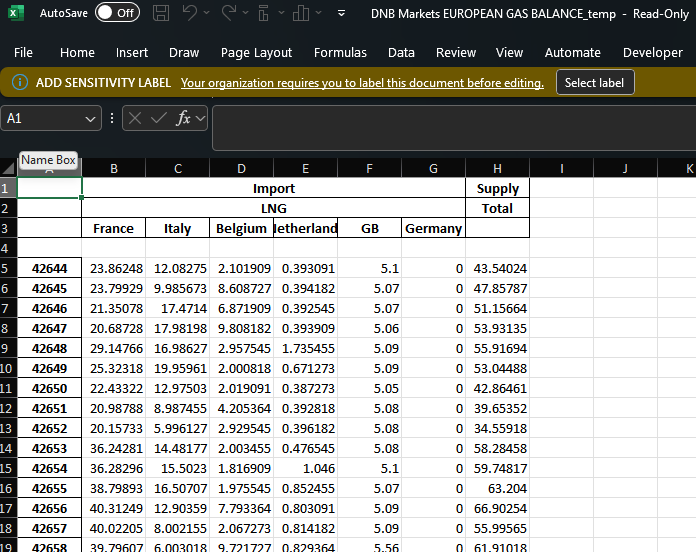 AutoSave Off DNB Markets EUROPEAN GAS BALANCE_temp - Read-Only
File Home Insert Draw Page Layout Formulas Data Review View Automate Developer
ADD SENSITIVITY LABEL Your organization requires you to label this document before editing. Select label
A1 fx
Name Box
A B C D E F G H I J K
1 Import Supply
2 LNG Total
3 France Italy Belgium Netherland GB Germany
4
5 42644 23.86248 12.08275 2.101909 0.393091 5.1 0 43.54024
6 42645 23.79929 9.985673 8.608727 0.394182 5.07 0 47.85787
7 42646 21.35078 17.4714 6.871909 0.392545 5.07 0 51.15664
8 42647 20.68728 17.98198 9.808182 0.393909 5.06 0 53.93135
9 42648 29.14766 16.98627 2.957545 1.735455 5.09 0 55.91694
10 42649 25.32318 19.95961 2.000818 0.671273 5.09 0 53.04488
11 42650 22.43322 12.97503 2.019091 0.387273 5.05 0 42.86461
12 42651 20.98788 8.987455 4.205364 0.392818 5.08 0 39.65352
13 42652 20.15733 5.996127 2.929545 0.396182 5.08 0 34.55918
14 42653 36.24281 14.48177 2.003455 0.476545 5.08 0 58.28458
15 42654 36.28296 15.5023 1.816909 1.046 5.1 0 59.74817
16 42655 38.79893 16.50707 1.975545 0.852455 5.07 0 63.204
17 42656 40.31249 12.90359 7.793364 0.803091 5.09 0 66.90254
18 42657 40.02205 8.002155 2.067273 0.814182 5.09 0 55.99565
19 42658 39.79607 6.003018 9.721727 0.829364 5.56 0 61.91018